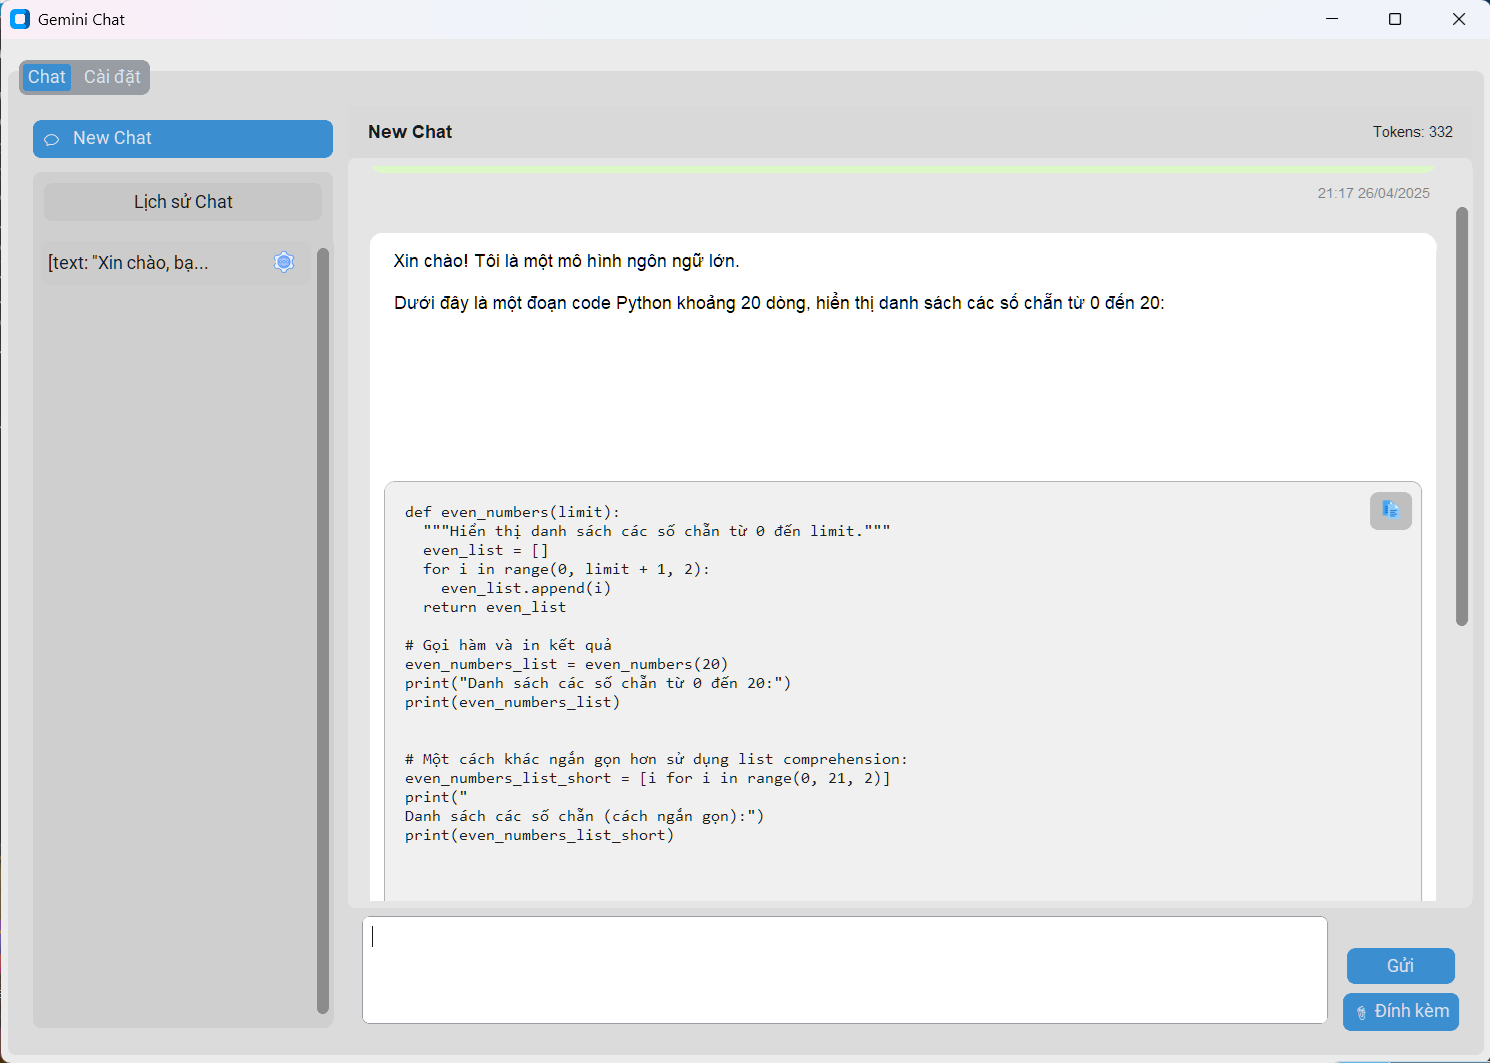 Gemini Chat
Chat
Cài đặt
New Chat
Lịch sử Chat
[text: "Xin chào, bạ...
New Chat
Tokens: 332
21:17 26/04/2025
Xin chào! Tôi là một mô hình ngôn ngữ lớn.
Dưới đây là một đoạn code Python khoảng 20 dòng, hiển thị danh sách các số chẵn từ 0 đến 20:
def even_numbers(limit):
  """Hiển thị danh sách các số chẵn từ 0 đến limit."""
  even_list = []
  for i in range(0, limit + 1, 2):
    even_list.append(i)
  return even_list
# Gọi hàm và in kết quả
even_numbers_list = even_numbers(20)
print("Danh sách các số chẵn từ 0 đến 20:")
print(even_numbers_list)
# Một cách khác ngắn gọn hơn sử dụng list comprehension:
even_numbers_list_short = [i for i in range(0, 21, 2)]
print("
Danh sách các số chẵn (cách ngắn gọn):")
print(even_numbers_list_short)
Gửi
Đính kèm